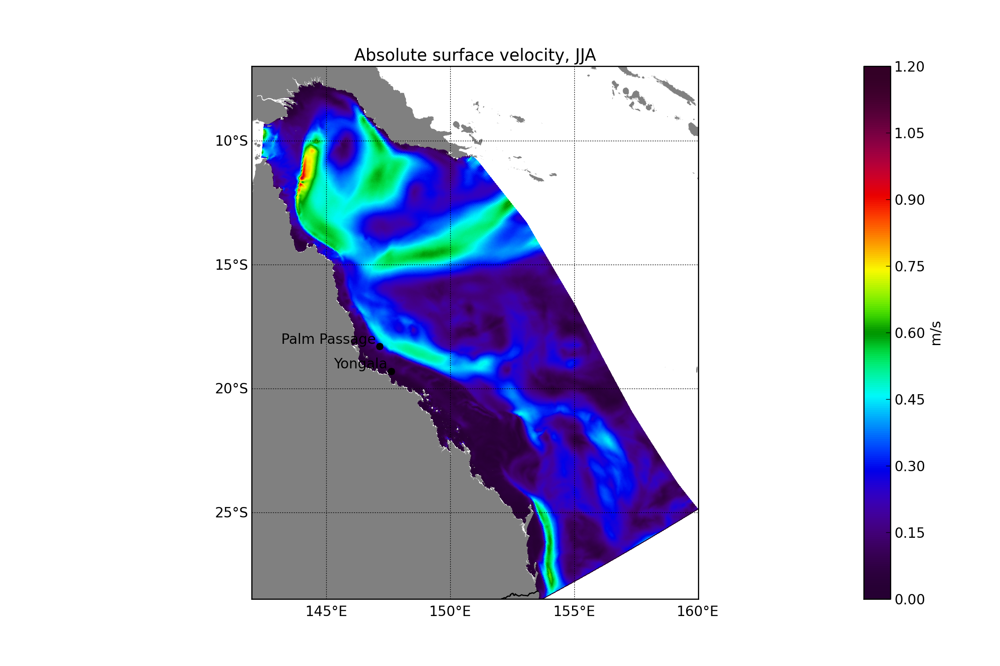 Absolute surface velocity, JJA
10°S
15°S
20°S
25°S
Palm Passage
Yongala
145°E
150°E
155°E
160°E
1.20
1.05
0.90
0.75
0.60
0.45
0.30
0.15
0.00
m/s